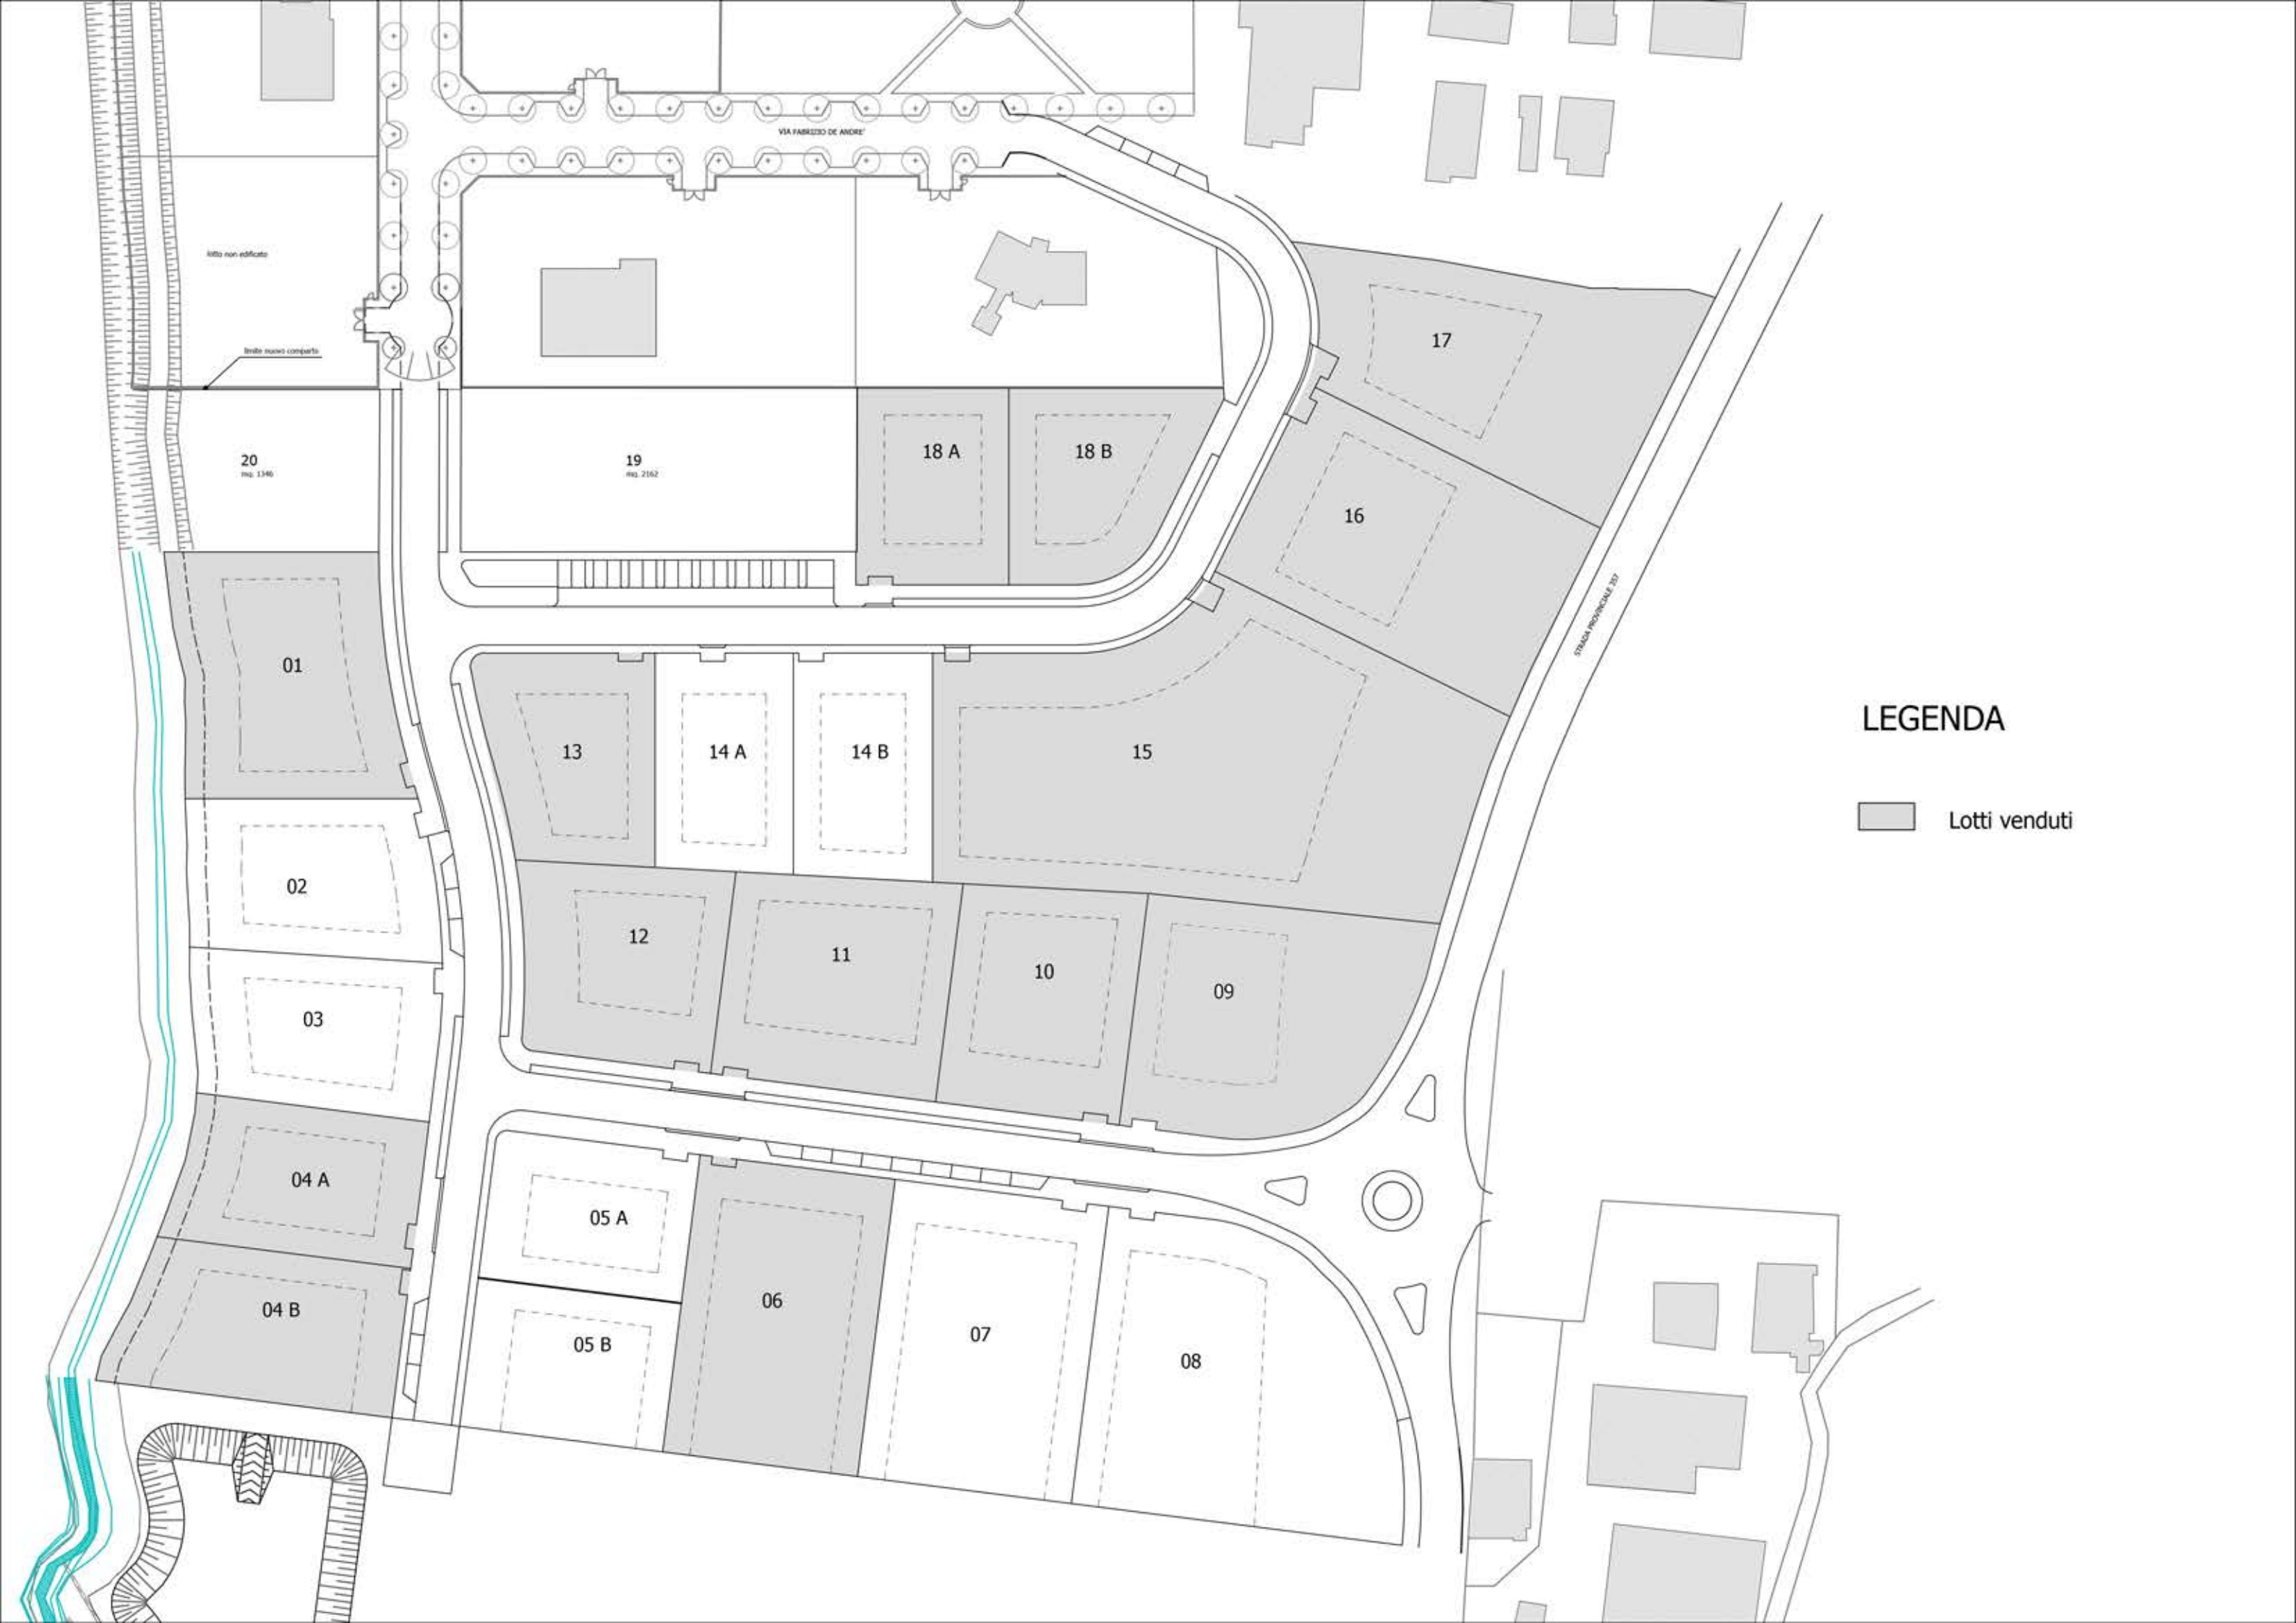 VIA FABRIZIO DE ANDRE'
lotto non edificato
limite nuovo comparto
17
20
mq. 1346
19
mq. 2162
18 A
18 B
16
STRADA PROVINCIALE 357
01
13
14 A
14 B
15
LEGENDA
Lotti venduti
02
12
11
10
09
03
04 A
05 A
04 B
05 B
06
07
08